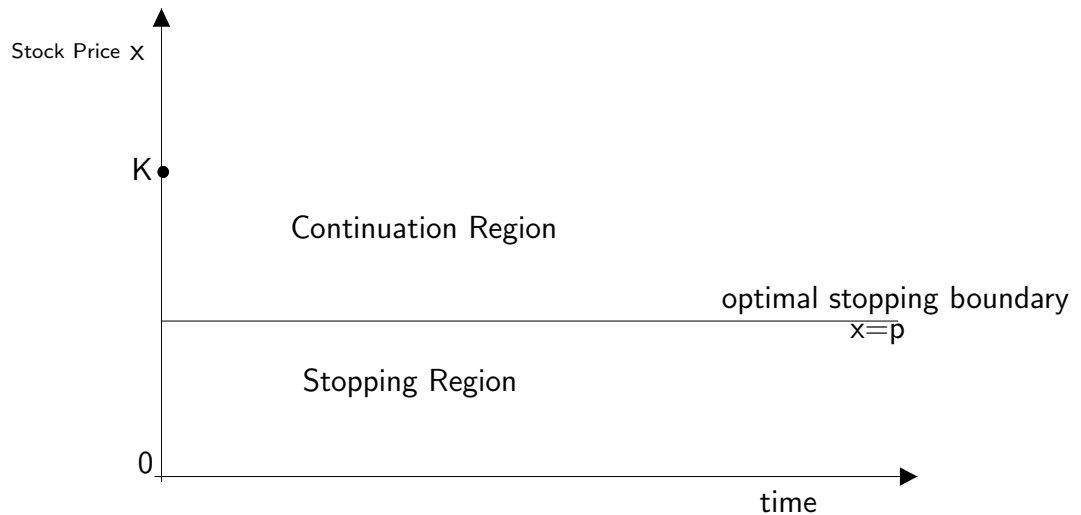 Stock Price x
K
Continuation Region
optimal stopping boundary
x=p
Stopping Region
0
time